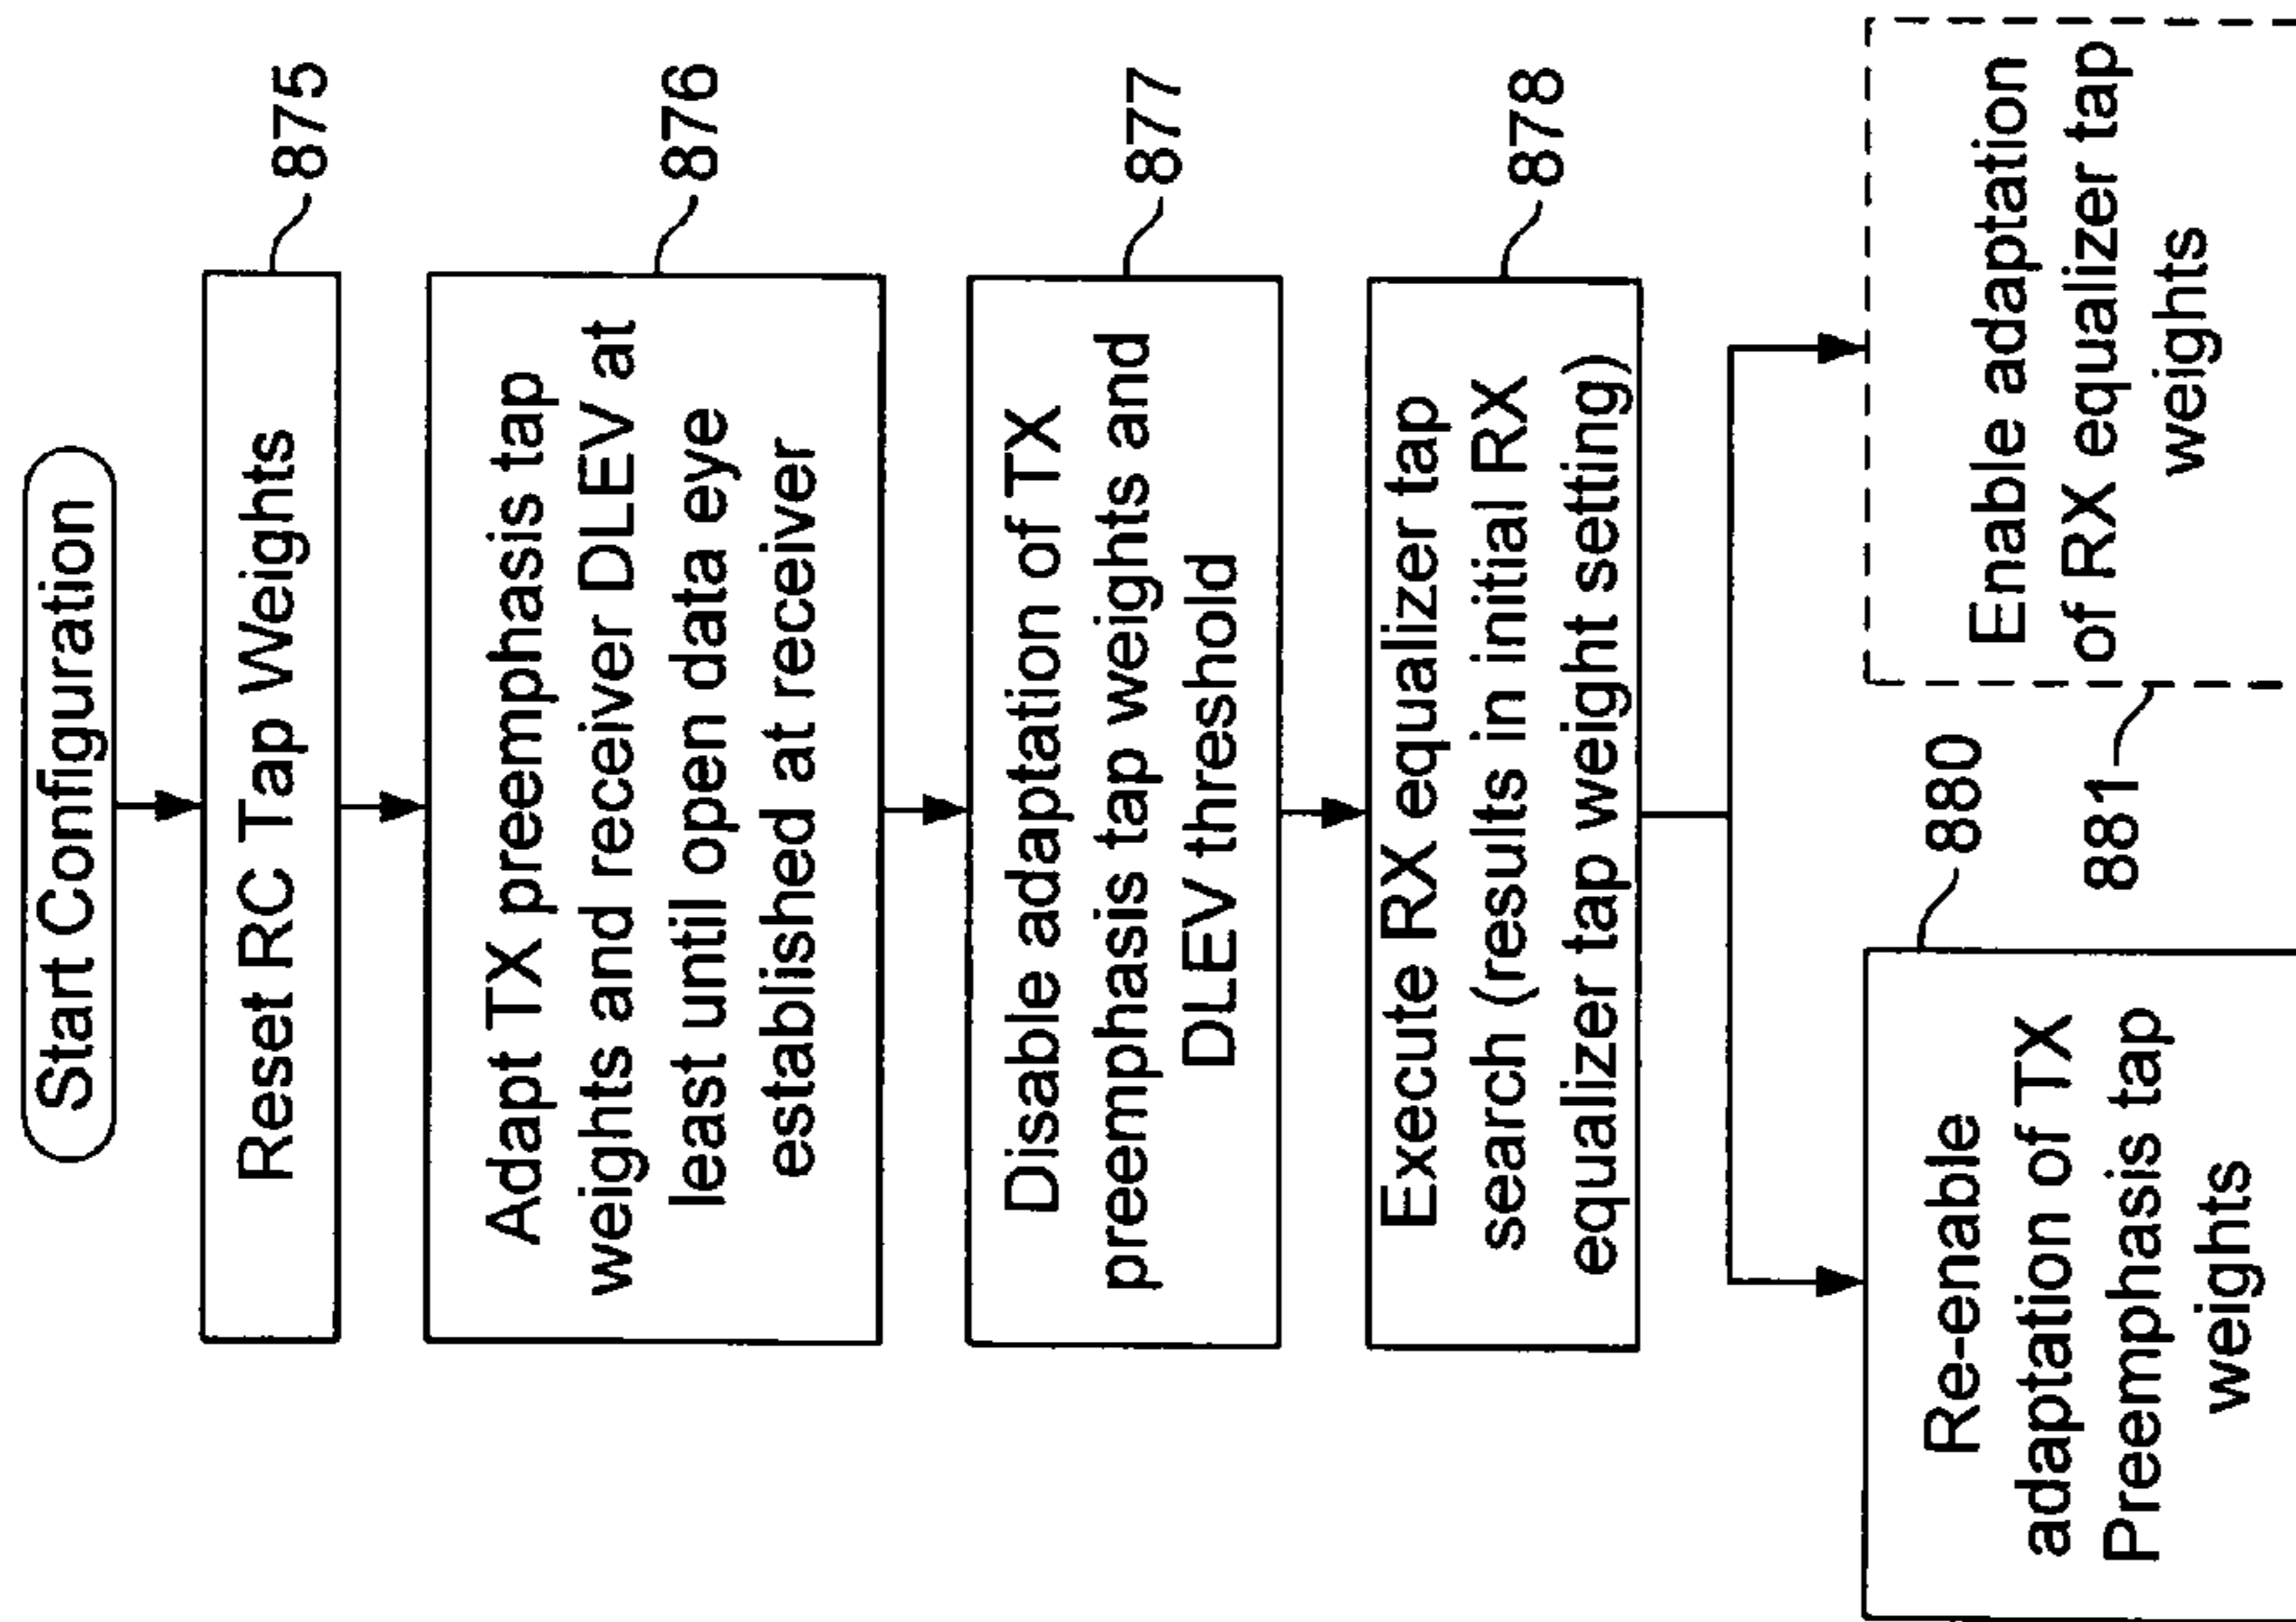 Start Configuration
Reset RC Tap Weights
875
Adapt TX preemphasis tap
weights and receiver DLEV at
least until open data eye
established at receiver
876
Disable adaptation of TX
preemphasis tap weights and
DLEV threshold
877
Execute RX equalizer tap
search (results in initial RX
equalizer tap weight setting)
878
Re-enable
adaptation of TX
Preemphasis tap
weights
880
Enable adaptation
of RX equalizer tap
weights
881